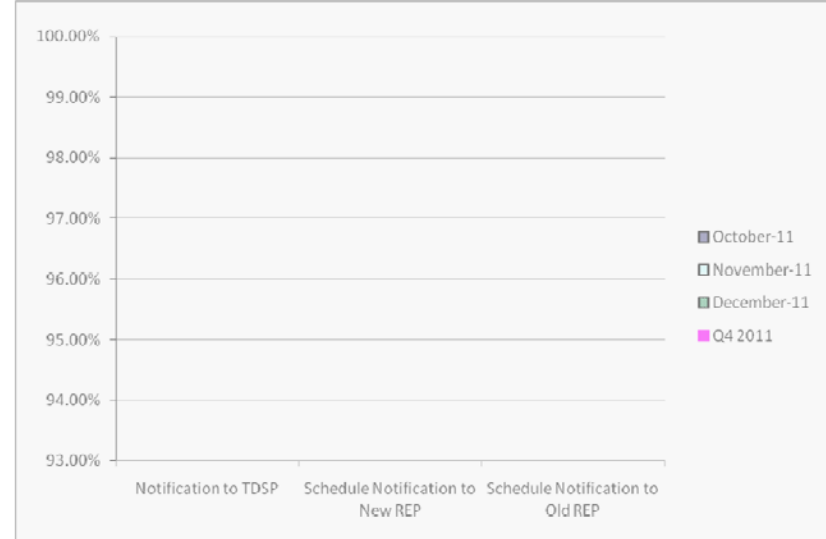 100.00%
99.00%
98.00%
97.00%
96.00%
95.00%
94.00%
93.00%
Notification to TDSP
Schedule Notification to
New REP
Schedule Notification to
Old REP
October-11
November-11
December-11
Q4 2011